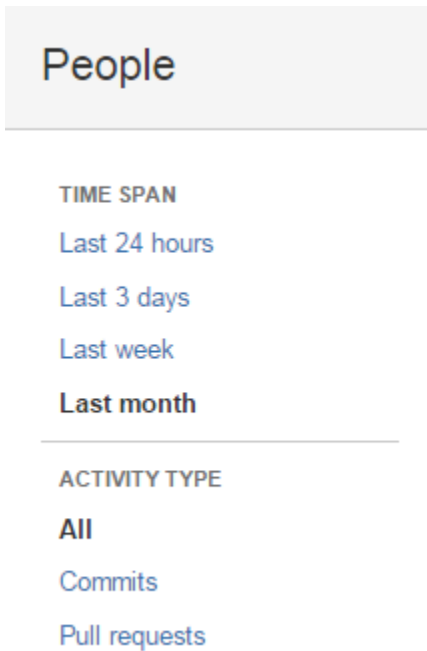 People
TIME SPAN
Last 24 hours
Last 3 days
Last week
Last month
ACTIVITY TYPE
All
Commits
Pull requests